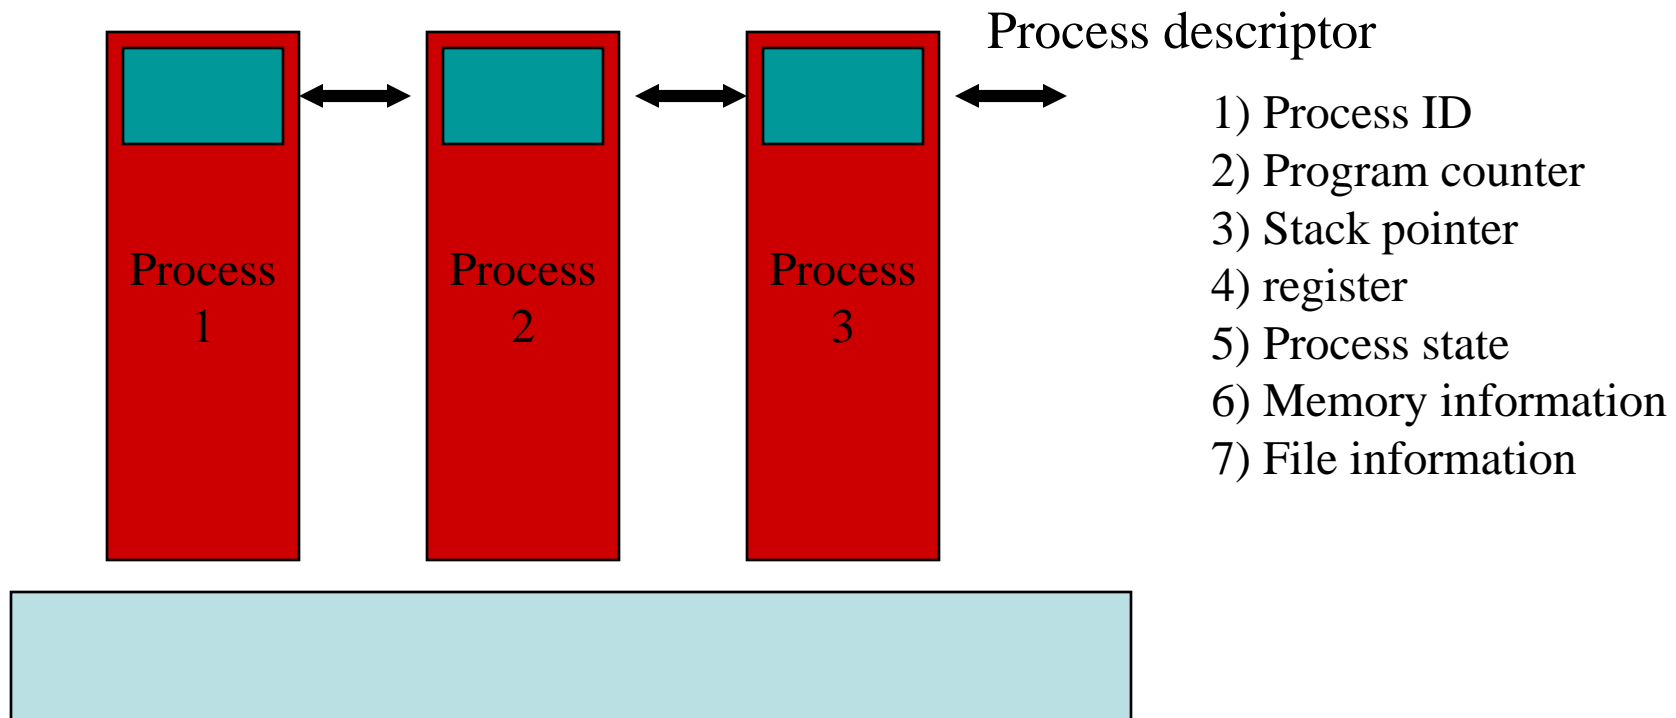 Process descriptor
1) Process ID
2) Program counter
3) Stack pointer
4) register
5) Process state
6) Memory information
7) File information
Process
1
Process
2
Process
3